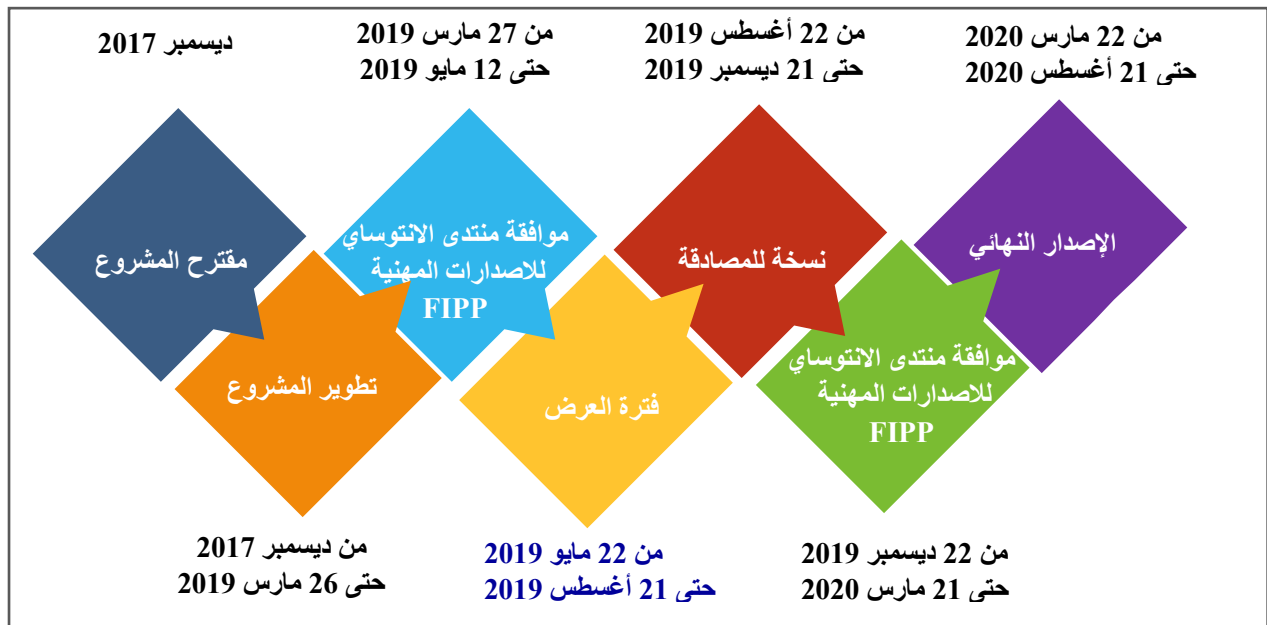 ديسمبر 2017
مقترح المشروع
تطوير المشروع
من ديسمبر 2017
حتى 26 مارس 2019
من 27 مارس 2019
حتى 12 مايو 2019
موافقة منتدى الانتوساي
للاصدارات المهنية
FIPP
فترة العرض
من 22 مايو 2019
حتى 21 أغسطس 2019
من 22 أغسطس 2019
حتى 21 ديسمبر 2019
نسخة للمصادقة
موافقة منتدى الانتوساي
للاصدارات المهنية
FIPP
من 22 ديسمبر 2019
حتى 21 مارس 2020
من 22 مارس 2020
حتى 21 أغسطس 2020
الإصدار النهائي